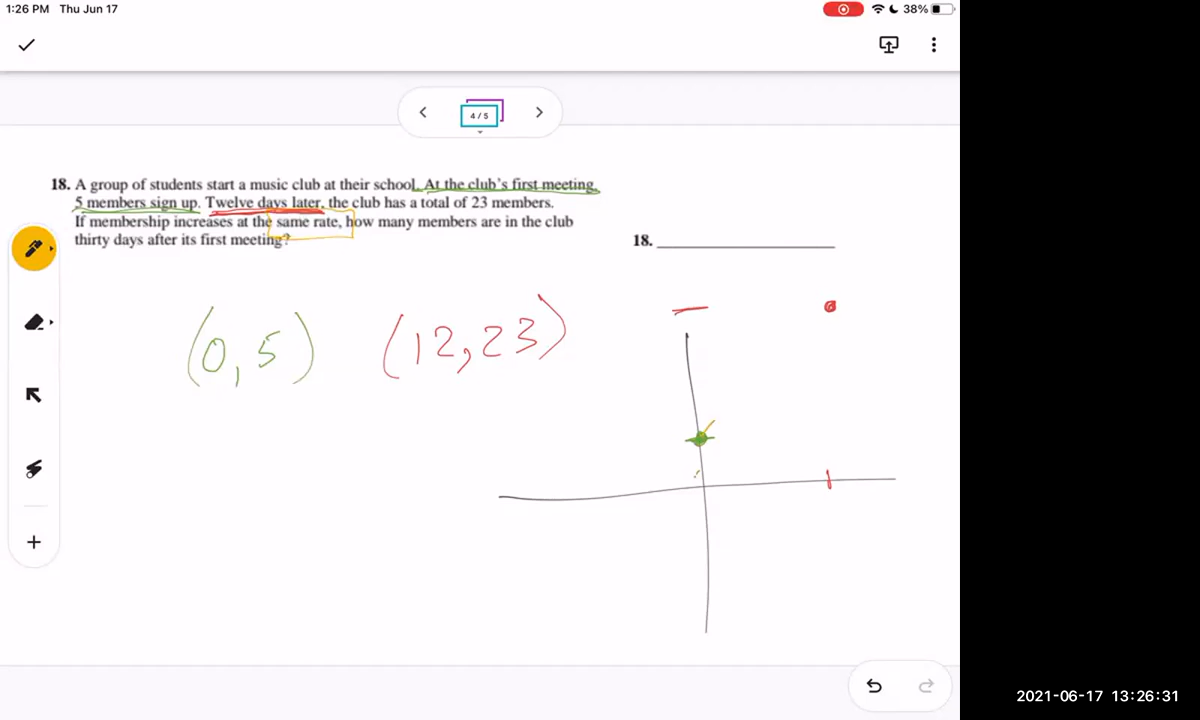 1:26 PM Thu Jun 17
38%
4 / 5
18. A group of students start a music club at their school. At the club's first meeting,
5 members sign up. Twelve days later, the club has a total of 23 members.
If membership increases at the same rate, how many members are in the club
thirty days after its first meeting?
18.
(0,5) (12,23)
2021-06-17 13:26:31